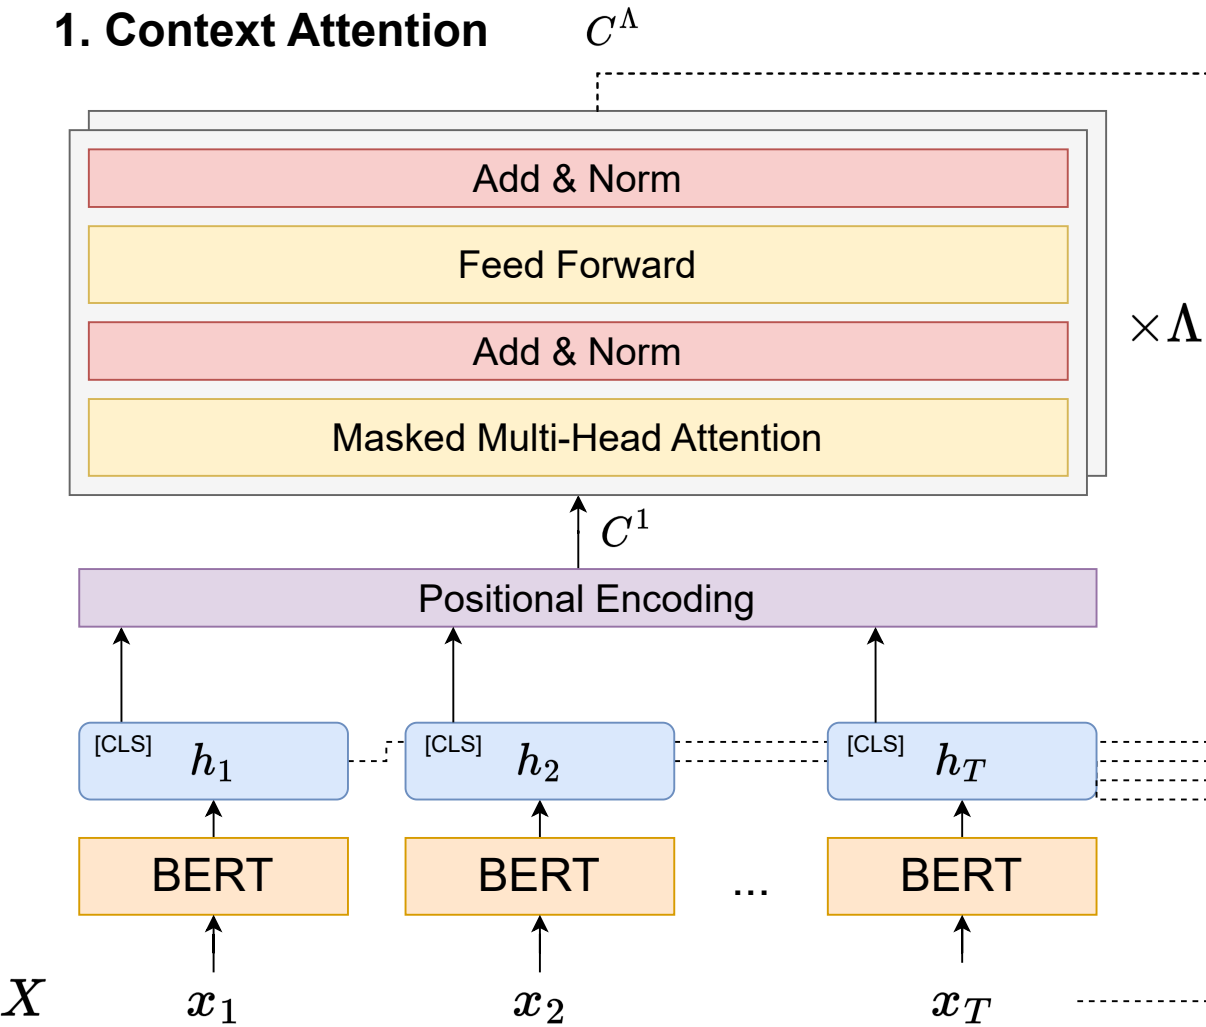 1. Context Attention
C^Λ
Add & Norm
Feed Forward
Add & Norm
×Λ
Masked Multi-Head Attention
C^1
Positional Encoding
[CLS] h_1 [CLS] h_2 [CLS] h_T
BERT BERT ... BERT
X x_1 x_2 x_T